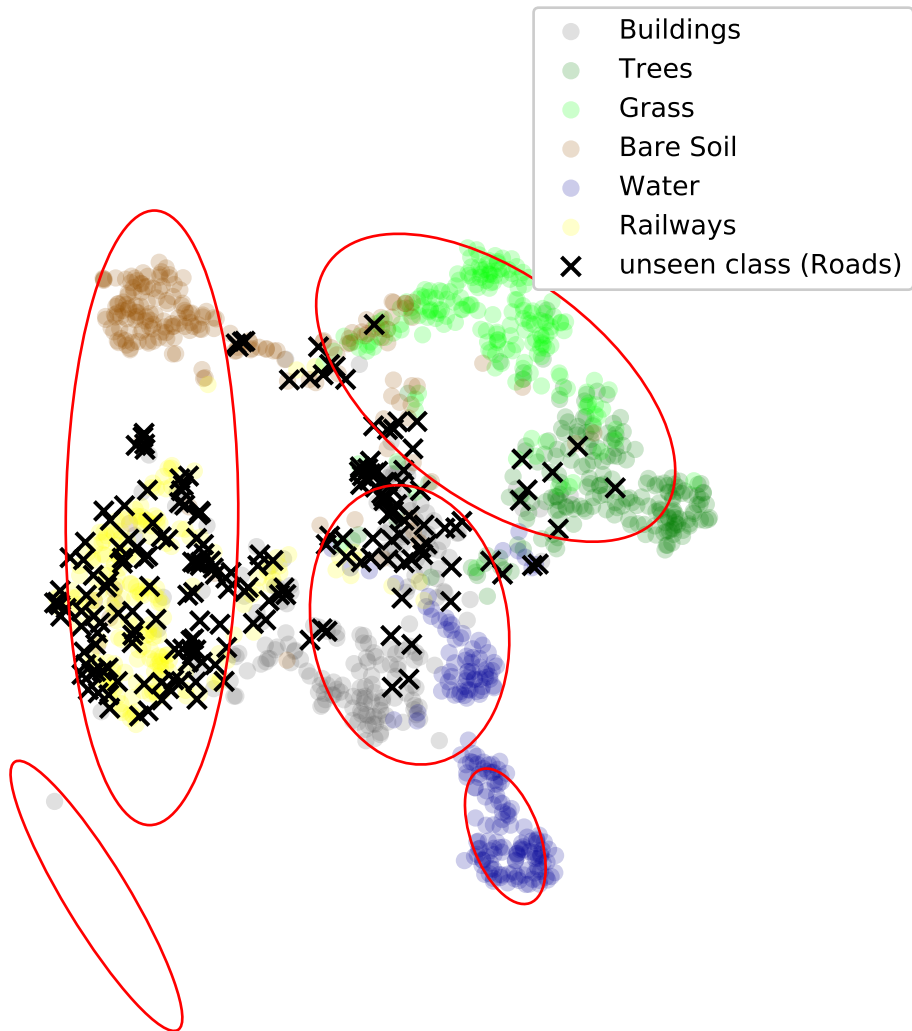 Buildings
Trees
Grass
Bare Soil
Water
Railways
unseen class (Roads)